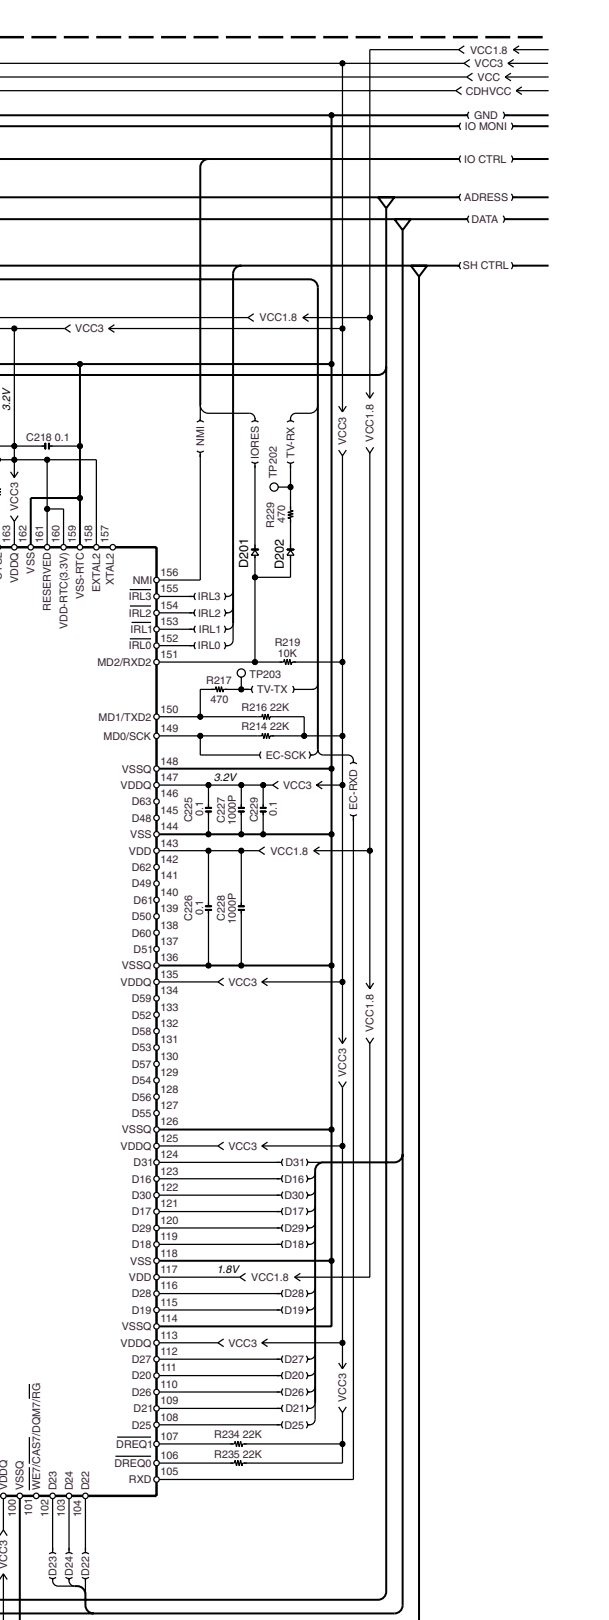 VCC1.8
VCC3
VCC
CDHVCC
GND
IO MONI
IO CTRL
ADRESS
DATA
SH CTRL
VCC1.8
VCC3
3.2V
C218 0.1
VCC3
NMI
IORES
TV-RX
TP202
VCC3
VCC1.8
R229
470
D201
D202
163
162
161
160
159
158
157
VDDQ
VSS
RESERVED
VDD-RTC(3.3V)
VSS-RTC
EXTAL2
XTAL2
NMI 156
IRL3 155 IRL3
IRL2 154 IRL2
IRL1 153 IRL1
IRL0 152 IRL0
MD2/RXD2 151
R219
10K
TP203
R217
470
TV-TX
MD1/TXD2 150
R216 22K
MD0/SCK 149
R214 22K
EC-SCK
EC-RXD
VSSQ 148
VDDQ 147 3.2V VCC3
D63 146
D48 145
C225
0.1
C227
1000P
C229
0.1
VSS 144
VDD 143 VCC1.8
D62 142
D49 141
D61 140
D50 139
D60 138
D51 137
C226
0.1
C228
1000P
VSSQ 136
VDDQ 135 VCC3
D59 134
D52 133
D58 132
D53 131
D57 130
D54 129
D56 128
D55 127
VCC1.8
VCC3
VSSQ 126
VDDQ 125 VCC3
D31 124 D31
D16 123 D16
D30 122 D30
D17 121 D17
D29 120 D29
D18 119 D18
VSS 118
VDD 117 1.8V VCC1.8
D28 116 D28
D19 115 D19
VSSQ 114
VDDQ 113 VCC3
D27 112 D27
D20 111 D20
D26 110 D26
D21 109 D21
D25 108 D25
VCC3
DREQ1 107 R234 22K
DREQ0 106 R235 22K
RXD 105
VDDQ
VSSQ
WE7/CAS7/DQM7/RG
D23
D24
D22
100
101
102
103
104
VCC3
D23
D24
D22